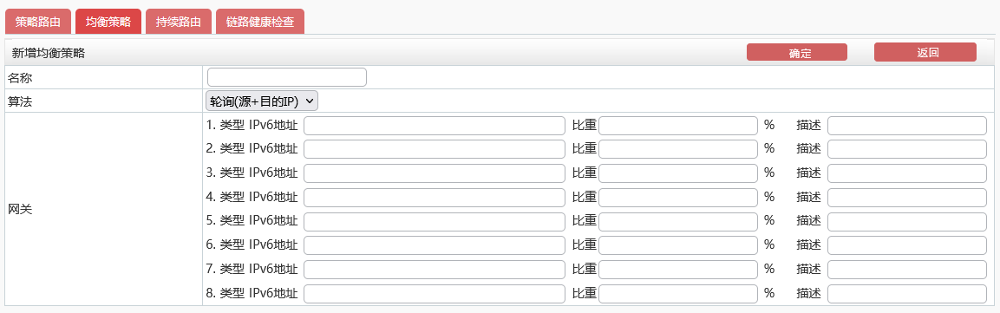 策略路由 均衡策略 持续路由 链路健康检查
新增均衡策略 确定 返回
名称
算法 轮询(源+目的IP)
1. 类型 IPv6地址 比重 % 描述
2. 类型 IPv6地址 比重 % 描述
3. 类型 IPv6地址 比重 % 描述
4. 类型 IPv6地址 比重 % 描述
网关
5. 类型 IPv6地址 比重 % 描述
6. 类型 IPv6地址 比重 % 描述
7. 类型 IPv6地址 比重 % 描述
8. 类型 IPv6地址 比重 % 描述